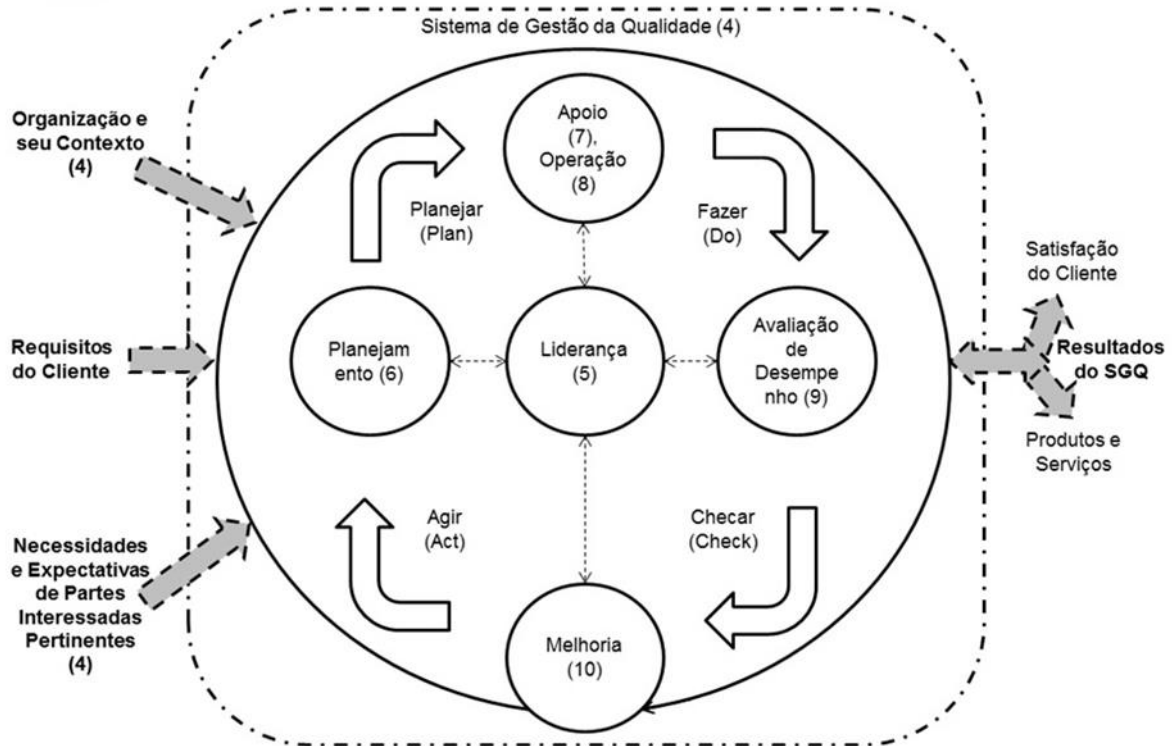 Sistema de Gestão da Qualidade (4)
Organização e
seu Contexto
(4)
Apoio
(7),
Operação
(8)
Planejar
(Plan)
Fazer
(Do)
Requisitos
do Cliente
Planejam
ento (6)
Liderança
(5)
Avaliação
de
Desempe
nho (9)
Satisfação
do Cliente
Resultados
do SGQ
Produtos e
Serviços
Necessidades
e Expectativas
de Partes
Interessadas
Pertinentes
(4)
Agir
(Act)
Checar
(Check)
Melhoria
(10)